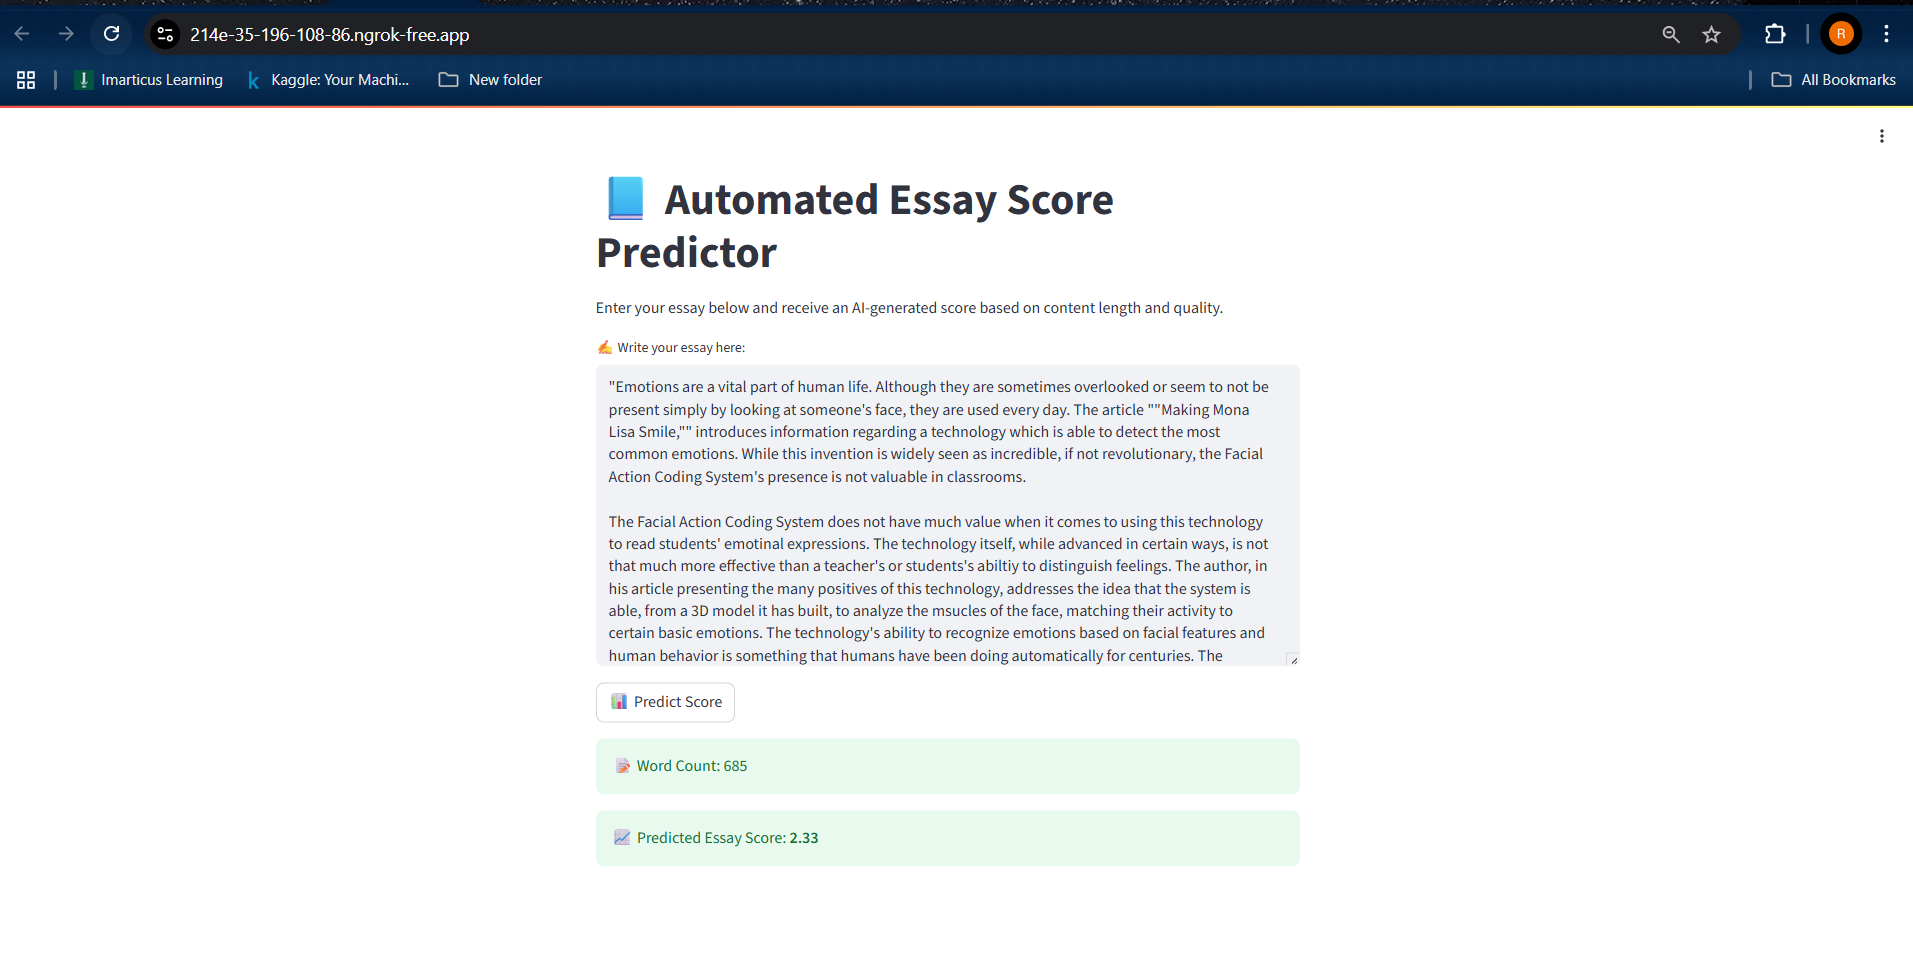 214e-35-196-108-86.ngrok-free.app
R
Imarticus Learning
k Kaggle: Your Machi...
New folder
All Bookmarks
Automated Essay Score
Predictor
Enter your essay below and receive an AI-generated score based on content length and quality.
Write your essay here:
"Emotions are a vital part of human life. Although they are sometimes overlooked or seem to not be
present simply by looking at someone's face, they are used every day. The article ""Making Mona
Lisa Smile,"" introduces information regarding a technology which is able to detect the most
common emotions. While this invention is widely seen as incredible, if not revolutionary, the Facial
Action Coding System's presence is not valuable in classrooms.
The Facial Action Coding System does not have much value when it comes to using this technology
to read students' emotinal expressions. The technology itself, while advanced in certain ways, is not
that much more effective than a teacher's or students's abiltiy to distinguish feelings. The author, in
his article presenting the many positives of this technology, addresses the idea that the system is
able, from a 3D model it has built, to analyze the msucles of the face, matching their activity to
certain basic emotions. The technology's ability to recognize emotions based on facial features and
human behavior is something that humans have been doing automatically for centuries. The
Predict Score
Word Count: 685
Predicted Essay Score: 2.33